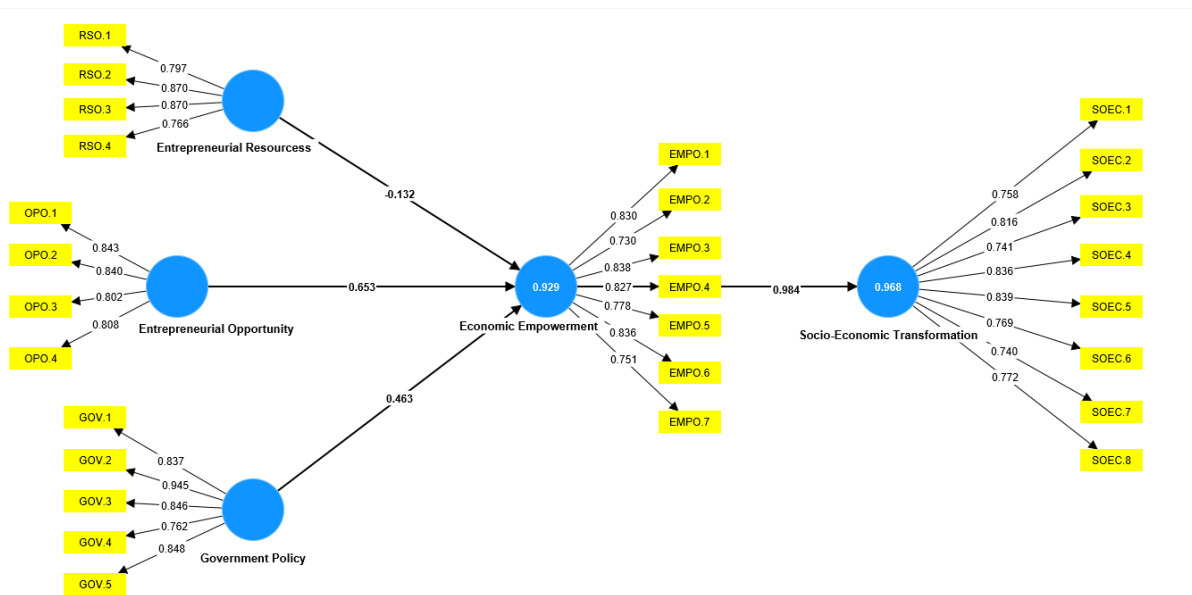 RSO.1
RSO.2
RSO.3
RSO.4
0.797
0.870
0.870
0.766
Entrepreneurial Resourcess
-0.132
OPO.1
OPO.2
OPO.3
OPO.4
0.843
0.840
0.802
0.808
Entrepreneurial Opportunity
0.653
GOV.1
GOV.2
GOV.3
GOV.4
GOV.5
0.837
0.945
0.846
0.762
0.848
Government Policy
0.463
0.929
Economic Empowerment
0.830
0.730
0.838
0.827
0.778
0.836
0.751
EMPO.1
EMPO.2
EMPO.3
EMPO.4
EMPO.5
EMPO.6
EMPO.7
0.984
0.968
Socio-Economic Transformation
0.758
0.816
0.741
0.836
0.839
0.769
0.740
0.772
SOEC.1
SOEC.2
SOEC.3
SOEC.4
SOEC.5
SOEC.6
SOEC.7
SOEC.8